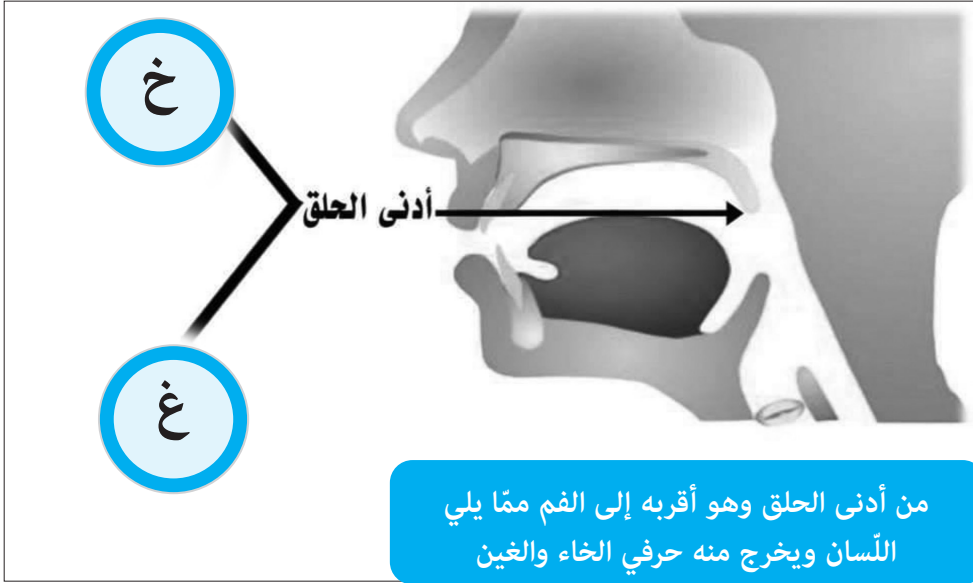 خ
أدنى الحلق
غ
من أدنى الحلق وهو أقربه إلى الفم ممّا يلي
اللّسان ويخرج منه حرفي الخاء والغين